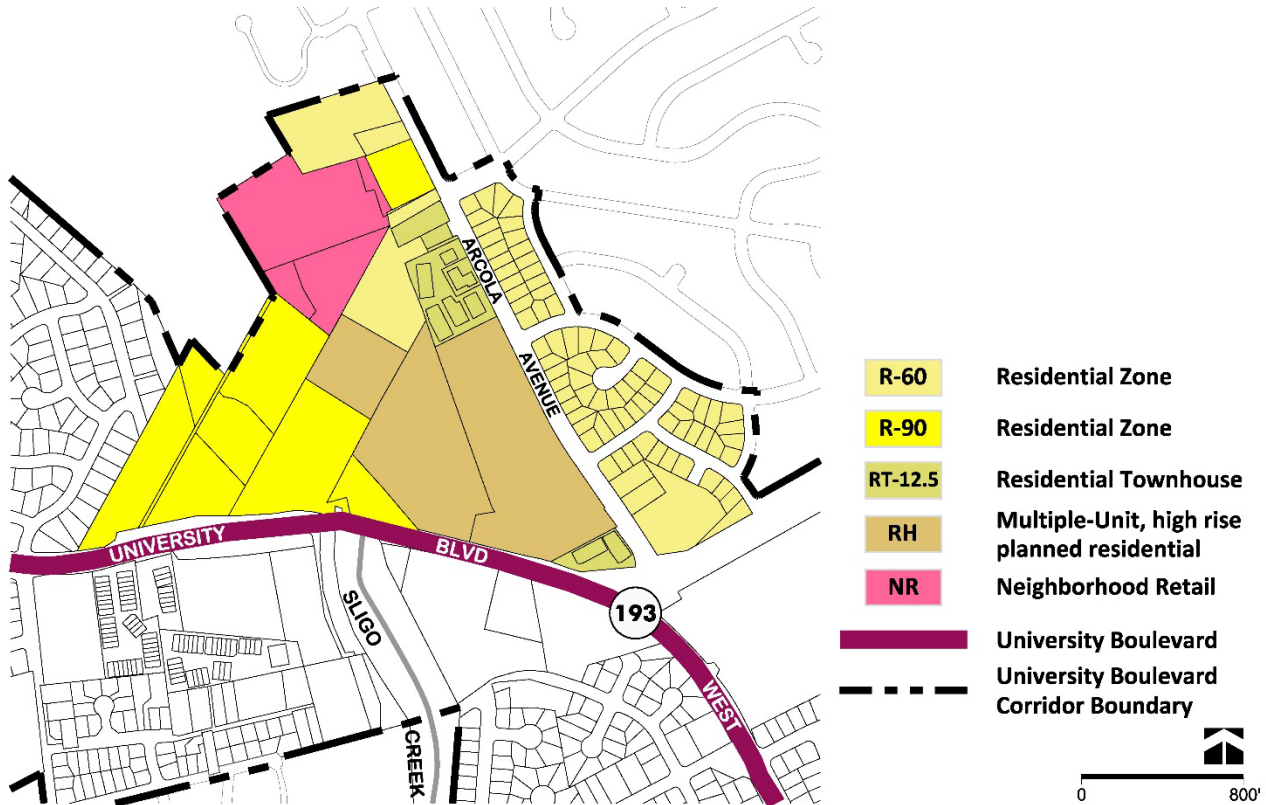 ARCOLA
AVENUE
UNIVERSITY
BLVD
SLIGO
193
WEST
CREEK
R-60 Residential Zone
R-90 Residential Zone
RT-12.5 Residential Townhouse
RH Multiple-Unit, high rise
planned residential
NR Neighborhood Retail
University Boulevard
University Boulevard
Corridor Boundary
0 800'